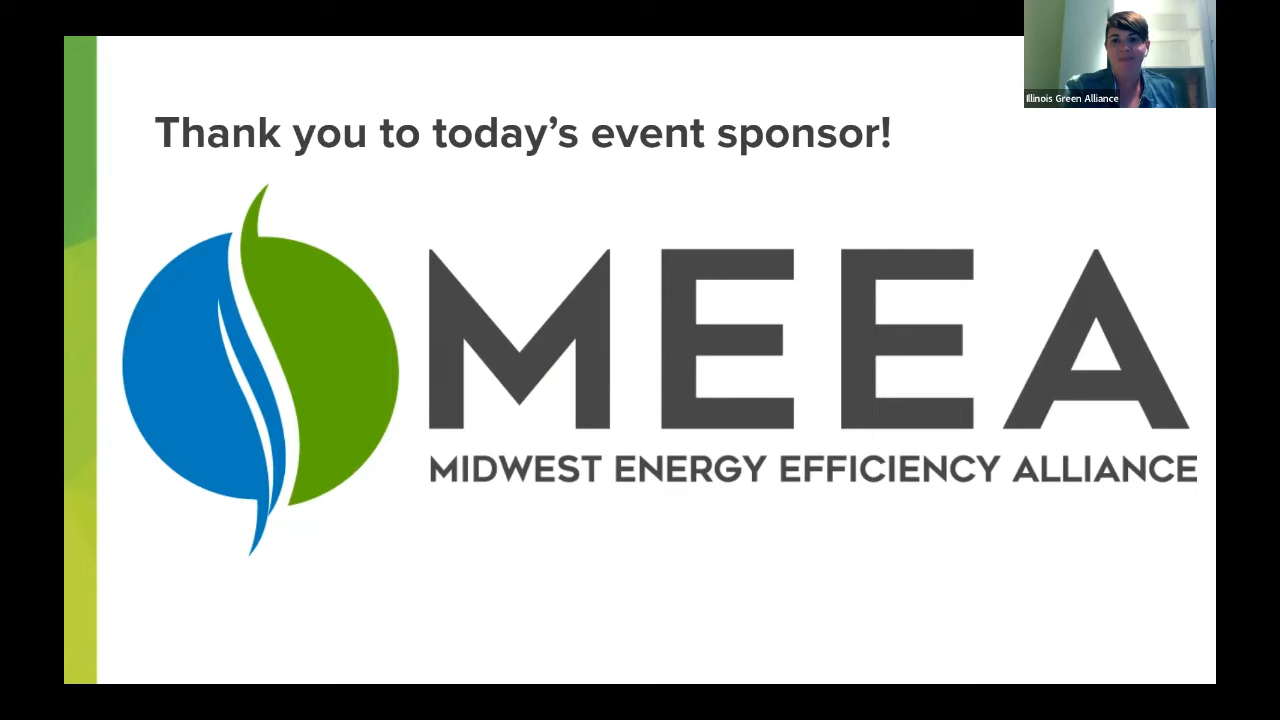 Illinois Green Alliance
Thank you to today’s event sponsor!
MEEA
MIDWEST ENERGY EFFICIENCY ALLIANCE